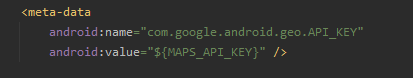 <meta-data
android:name="com.google.android.geo.API_KEY"
android:value="${MAPS_API_KEY}" />